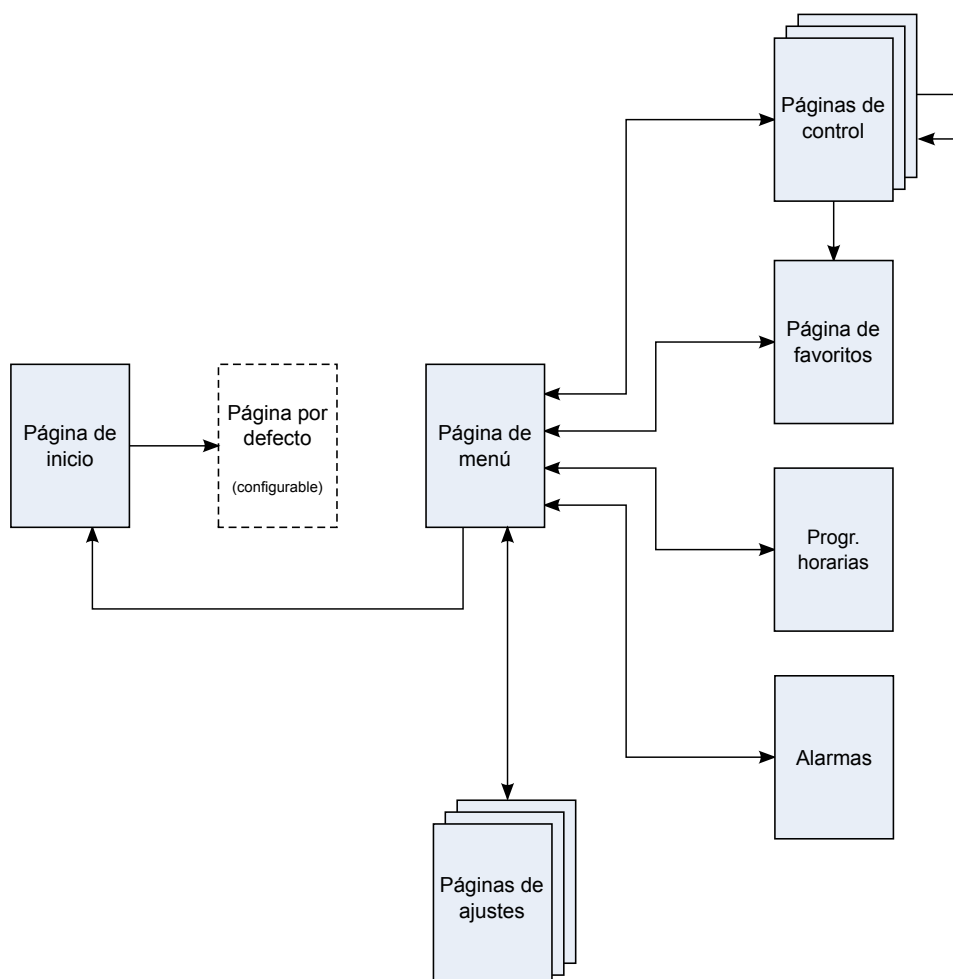 Páginas de
control
Página de
favoritos
Página de
inicio
Página por
defecto
(configurable)
Página de
menú
Progr.
horarias
Alarmas
Páginas de
ajustes